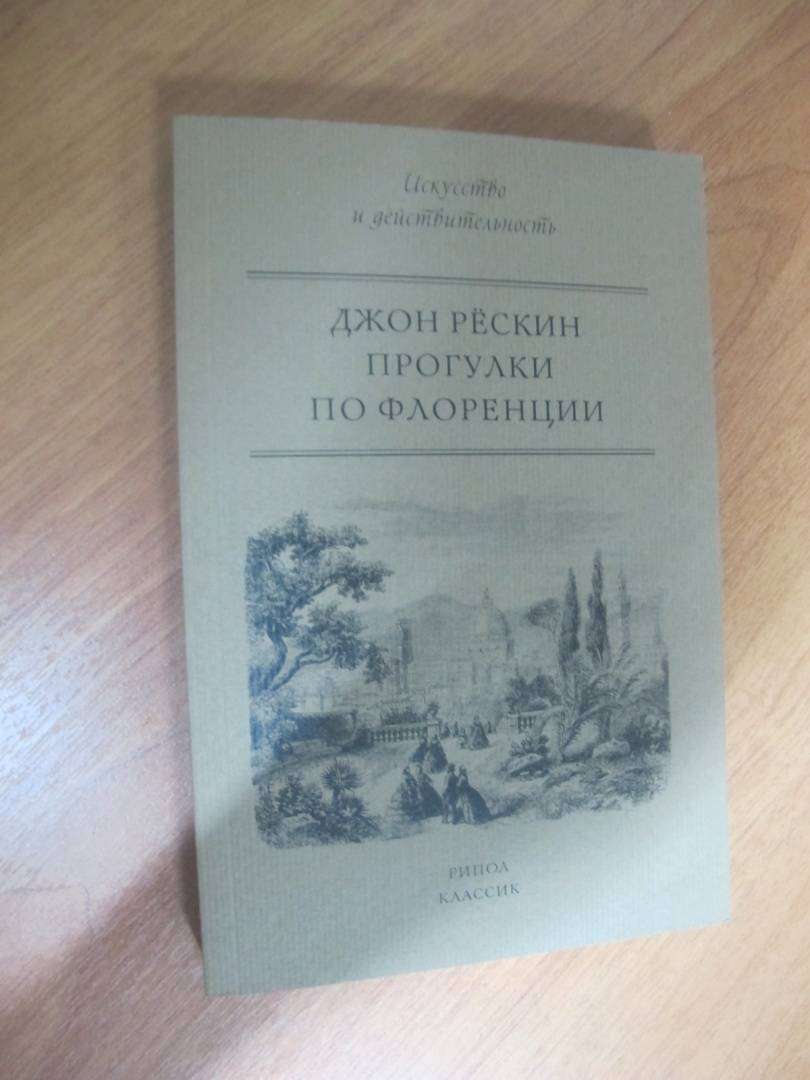 Искусство
и действительность
ДЖОН РЁСКИН
ПРОГУЛКИ
ПО ФЛОРЕНЦИИ
РИПОЛ
КЛАССИК